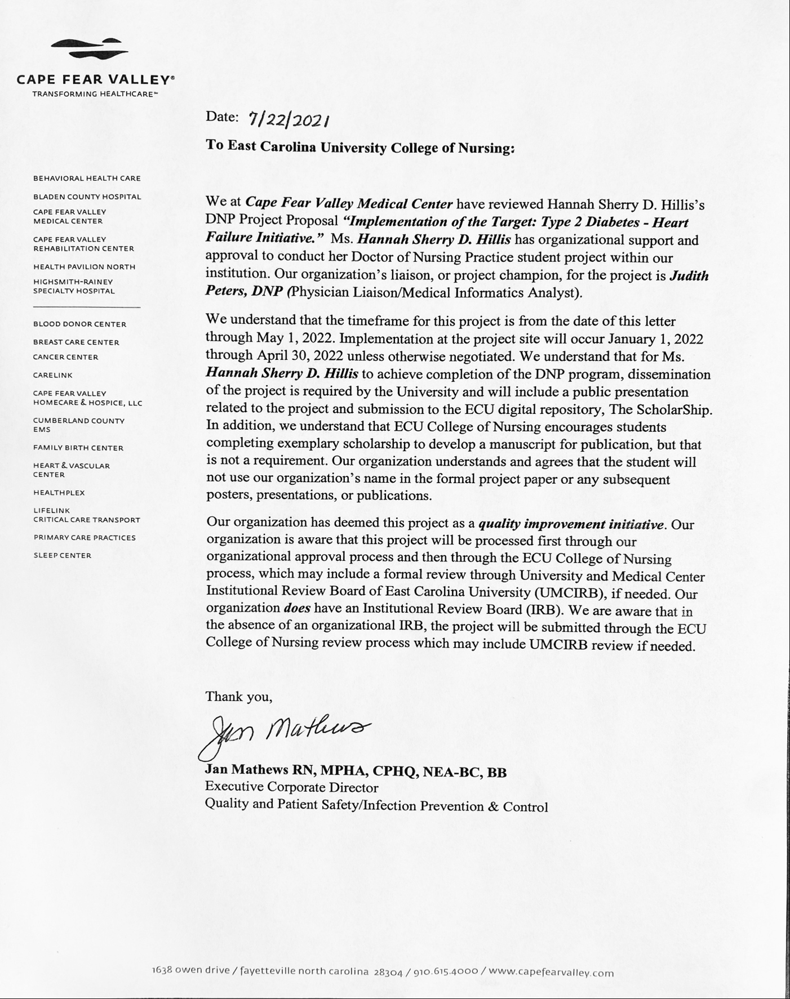 CAPE FEAR VALLEY®
TRANSFORMING HEALTHCARE℠
Date: 7/22/2021
To East Carolina University College of Nursing:
BEHAVIORAL HEALTH CARE
BLADEN COUNTY HOSPITAL
CAPE FEAR VALLEY
MEDICAL CENTER
CAPE FEAR VALLEY
REHABILITATION CENTER
HEALTH PAVILION NORTH
HIGHSMITH-RAINEY
SPECIALTY HOSPITAL
BLOOD DONOR CENTER
BREAST CARE CENTER
CANCER CENTER
CARELINK
CAPE FEAR VALLEY
HOMECARE & HOSPICE, LLC
CUMBERLAND COUNTY
EMS
FAMILY BIRTH CENTER
HEART & VASCULAR
CENTER
HEALTHPLEX
LIFELINK
CRITICAL CARE TRANSPORT
PRIMARY CARE PRACTICES
SLEEP CENTER
We at Cape Fear Valley Medical Center have reviewed Hannah Sherry D. Hillis's
DNP Project Proposal “Implementation of the Target: Type 2 Diabetes - Heart
Failure Initiative.” Ms. Hannah Sherry D. Hillis has organizational support and
approval to conduct her Doctor of Nursing Practice student project within our
institution. Our organization's liaison, or project champion, for the project is Judith
Peters, DNP (Physician Liaison/Medical Informatics Analyst).
We understand that the timeframe for this project is from the date of this letter
through May 1, 2022. Implementation at the project site will occur January 1, 2022
through April 30, 2022 unless otherwise negotiated. We understand that for Ms.
Hannah Sherry D. Hillis to achieve completion of the DNP program, dissemination
of the project is required by the University and will include a public presentation
related to the project and submission to the ECU digital repository, The ScholarShip.
In addition, we understand that ECU College of Nursing encourages students
completing exemplary scholarship to develop a manuscript for publication, but that
is not a requirement. Our organization understands and agrees that the student will
not use our organization's name in the formal project paper or any subsequent
posters, presentations, or publications.
Our organization has deemed this project as a quality improvement initiative. Our
organization is aware that this project will be processed first through our
organizational approval process and then through the ECU College of Nursing
process, which may include a formal review through University and Medical Center
Institutional Review Board of East Carolina University (UMCIRB), if needed. Our
organization does have an Institutional Review Board (IRB). We are aware that in
the absence of an organizational IRB, the project will be submitted through the ECU
College of Nursing review process which may include UMCIRB review if needed.
Thank you,
Jan Mathews
Jan Mathews RN, MPHA, CPHQ, NEA-BC, BB
Executive Corporate Director
Quality and Patient Safety/Infection Prevention & Control
1638 owen drive / fayetteville north carolina 28304 / 910.615.4000 / www.capefearvalley.com